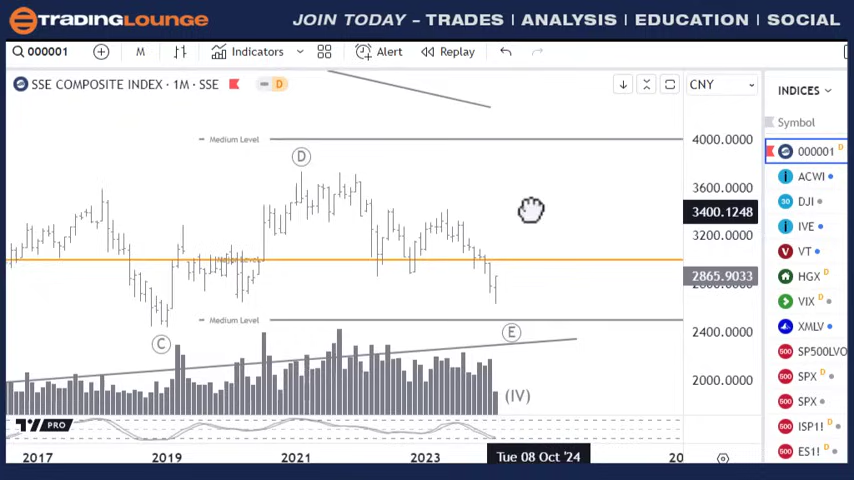 TRADINGLOUNGE
JOIN TODAY – TRADES | ANALYSIS | EDUCATION | SOCIAL
000001 M Indicators Alert Replay
SSE COMPOSITE INDEX · 1M · SSE D
CNY
INDICES
Symbol
000001 D
ACWI
DJI
IVE
VT
HGX D
VIX D
XMLV
SP500LVO
SPX D
SPX
ISP1! D
ES1! D
4000.0000
3600.0000
3400.1248
3200.0000
2865.9033
2400.0000
2000.0000
Medium Level
D
Medium Level
C
E
(IV)
TV PRO
2017 2019 2021 2023 Tue 08 Oct '24 20